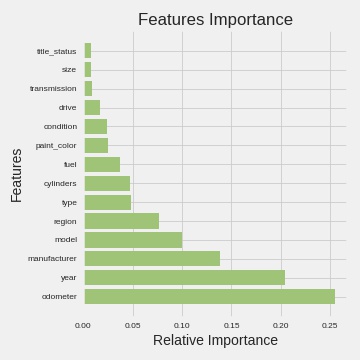 Features Importance
title_status
size
transmission
drive
condition
paint_color
fuel
cylinders
type
region
model
manufacturer
year
odometer
Features
0.00 0.05 0.10 0.15 0.20 0.25
Relative Importance